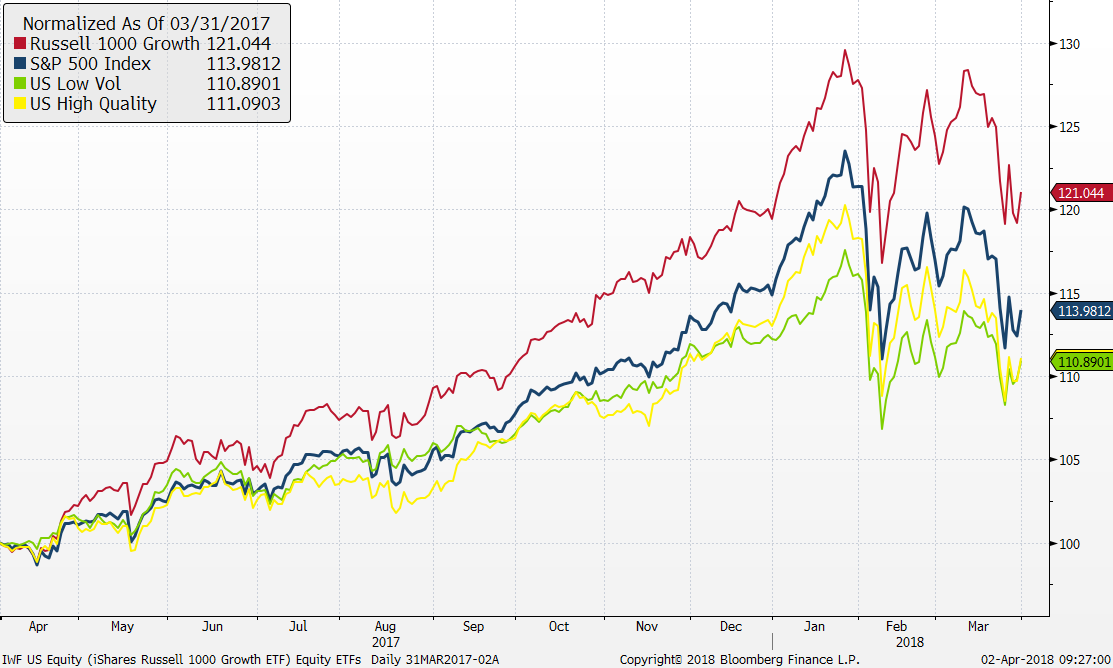 Normalized As Of 03/31/2017
Russell 1000 Growth 121.044
S&P 500 Index 113.9812
US Low Vol 110.8901
US High Quality 111.0903
130
125
121.044
120
115
113.9812
110.8901
110
105
100
Apr May Jun Jul Aug Sep Oct Nov Dec Jan Feb Mar
2017 2018
IWF US Equity (iShares Russell 1000 Growth ETF) Equity ETFs Daily 31MAR2017-02A Copyright© 2018 Bloomberg Finance L.P. 02-Apr-2018 09:27:00